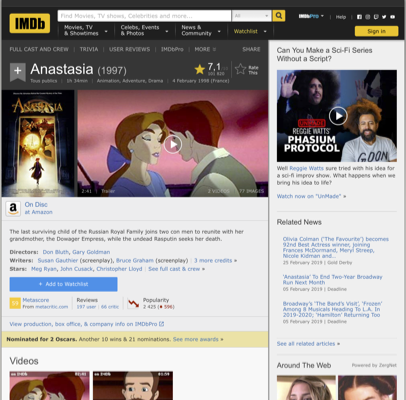 IMDb
Find Movies, TV shows, Celebrities and more...
All
IMDbPro
Help
Movies, TV
& Showtimes
Celebs, Events
& Photos
News &
Community
Watchlist
Sign in
FULL CAST AND CREW | TRIVIA | USER REVIEWS | IMDbPro | MORE
SHARE
Anastasia (1997)
7,1
Rate
This
Tous publics | 1h 34min | Animation, Adventure, Drama | 4 February 1998 (France)
ANASTASIA
2:41 | Trailer
2 VIDEOS | 77 IMAGES
a
On Disc
at Amazon
The last surviving child of the Russian Royal Family joins two con men to reunite with her
grandmother, the Dowager Empress, while the undead Rasputin seeks her death.
Directors: Don Bluth, Gary Goldman
Writers: Susan Gauthier (screenplay), Bruce Graham (screenplay) | 3 more credits »
Stars: Meg Ryan, John Cusack, Christopher Lloyd | See full cast & crew »
+ Add to Watchlist
Metascore
From metacritic.com
Reviews
197 user | 66 critic
Popularity
2 425
View production, box office, & company info on IMDbPro
Nominated for 2 Oscars. Another 10 wins & 21 nominations. See more awards »
Videos
Can You Make a Sci-Fi Series
Without a Script?
REGGIE WATTS'
PHASIUM
PROTOCOL
Well Reggie Watts sure tried with his idea for
a sci-fi improv show. What happens when we
bring his idea to life?
Watch now on "UnMade" »
Related News
Olivia Colman ('The Favourite') becomes
92nd Best Actress winner, joining
Frances McDormand, Meryl Streep,
Nicole Kidman and...
25 February 2019 | Gold Derby
'Anastasia' To End Two-Year Broadway
Run Next Month
05 February 2019 | Deadline
Broadway's 'The Band's Visit', 'Frozen'
Among 8 Musicals Heading To L.A. In
2019-2020; 'Hamilton' Returning Too
05 February 2019 | Deadline
See all related articles »
Around The Web
Powered by ZergNet